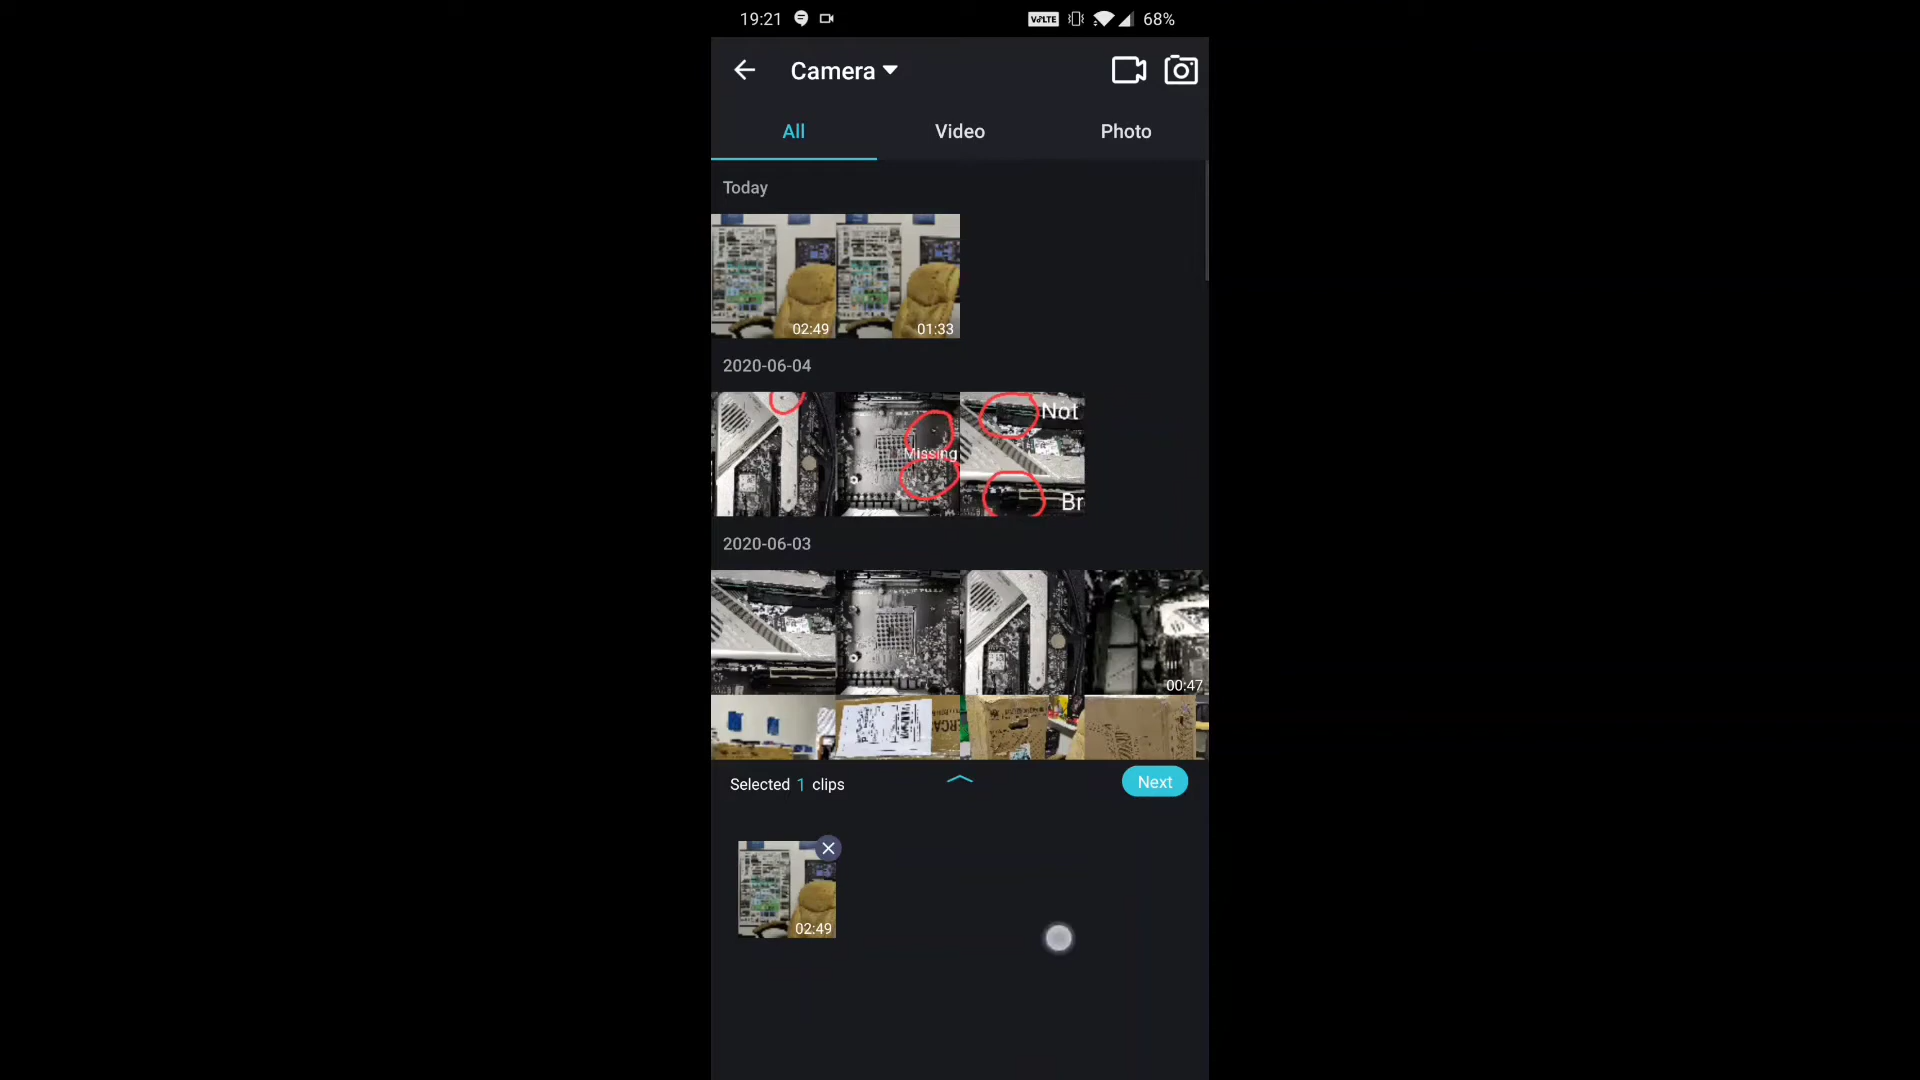 19:21 VoLTE 68%
Camera
All Video Photo
Today
02:49 01:33
2020-06-04
Missing
Not
Br
2020-06-03
00:47
Selected 1 clips
Next
02:49